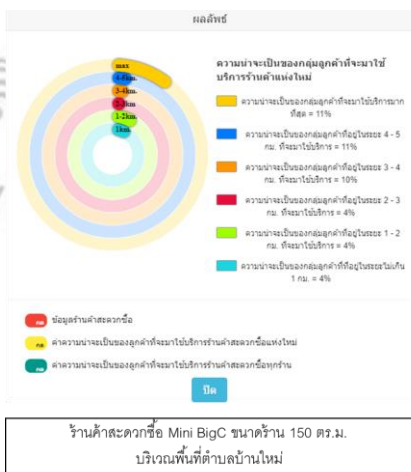 ผลลัพธ์
max
4-5km.
3-4km.
2-3km
1-2km.
1km.
ความน่าจะเป็นของกลุ่มลูกค้าที่จะมาใช้
บริการร้านค้าแห่งใหม่
ความน่าจะเป็นของกลุ่มลูกค้าที่จะมาใช้บริการมาก
ที่สุด = 11%
ความน่าจะเป็นของกลุ่มลูกค้าที่อยู่ในระยะ 4 - 5
กม. ที่จะมาใช้บริการ = 11%
ความน่าจะเป็นของกลุ่มลูกค้าที่อยู่ในระยะ 3 - 4
กม. ที่จะมาใช้บริการ = 10%
ความน่าจะเป็นของกลุ่มลูกค้าที่อยู่ในระยะ 2 - 3
กม. ที่จะมาใช้บริการ = 4%
ความน่าจะเป็นของกลุ่มลูกค้าที่อยู่ในระยะ 1 - 2
กม. ที่จะมาใช้บริการ = 4%
ความน่าจะเป็นของกลุ่มลูกค้าที่ที่อยู่ในระยะไม่เกิน
1 กม. = 4%
ข้อมูลร้านค้าสะดวกซื้อ
ค่าความน่าจะเป็นของลูกค้าที่จะมาใช้บริการร้านค้าสะดวกซื้อแห่งใหม่
ค่าความน่าจะเป็นของลูกค้าที่จะมาใช้บริการร้านค้าสะดวกซื้อทุกร้าน
ปิด
ร้านค้าสะดวกซื้อ Mini BigC ขนาดร้าน 150 ตร.ม.
บริเวณพื้นที่ตำบลบ้านใหม่